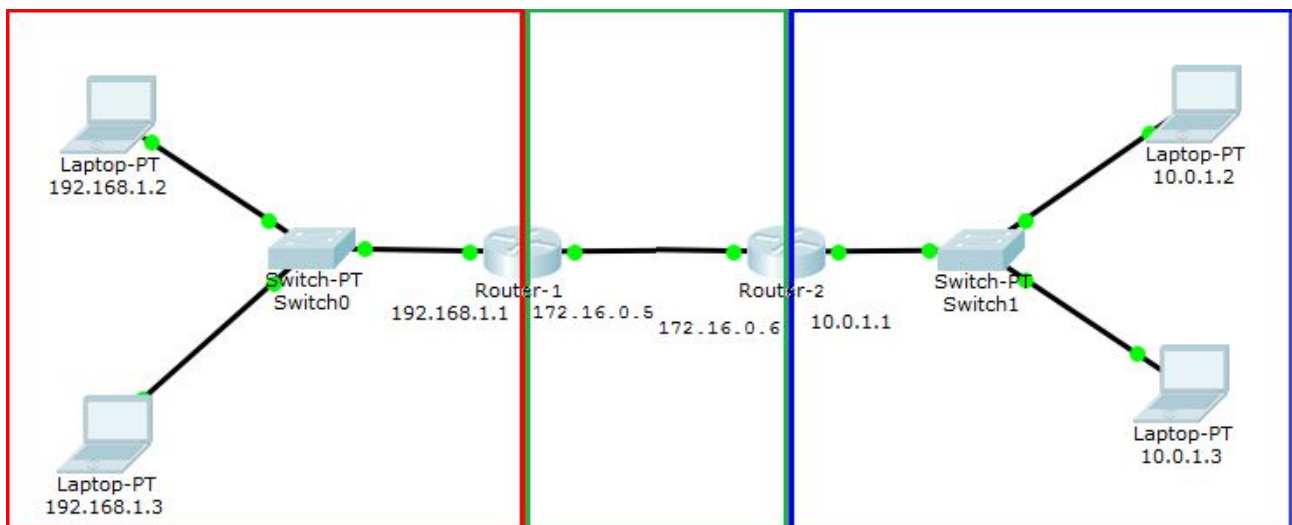 Laptop-PT
192.168.1.2
Laptop-PT
10.0.1.2
Switch-PT
Switch0
Router-1
192.168.1.1
172.16.0.5
Router-2
172.16.0.6
10.0.1.1
Switch-PT
Switch1
Laptop-PT
192.168.1.3
Laptop-PT
10.0.1.3